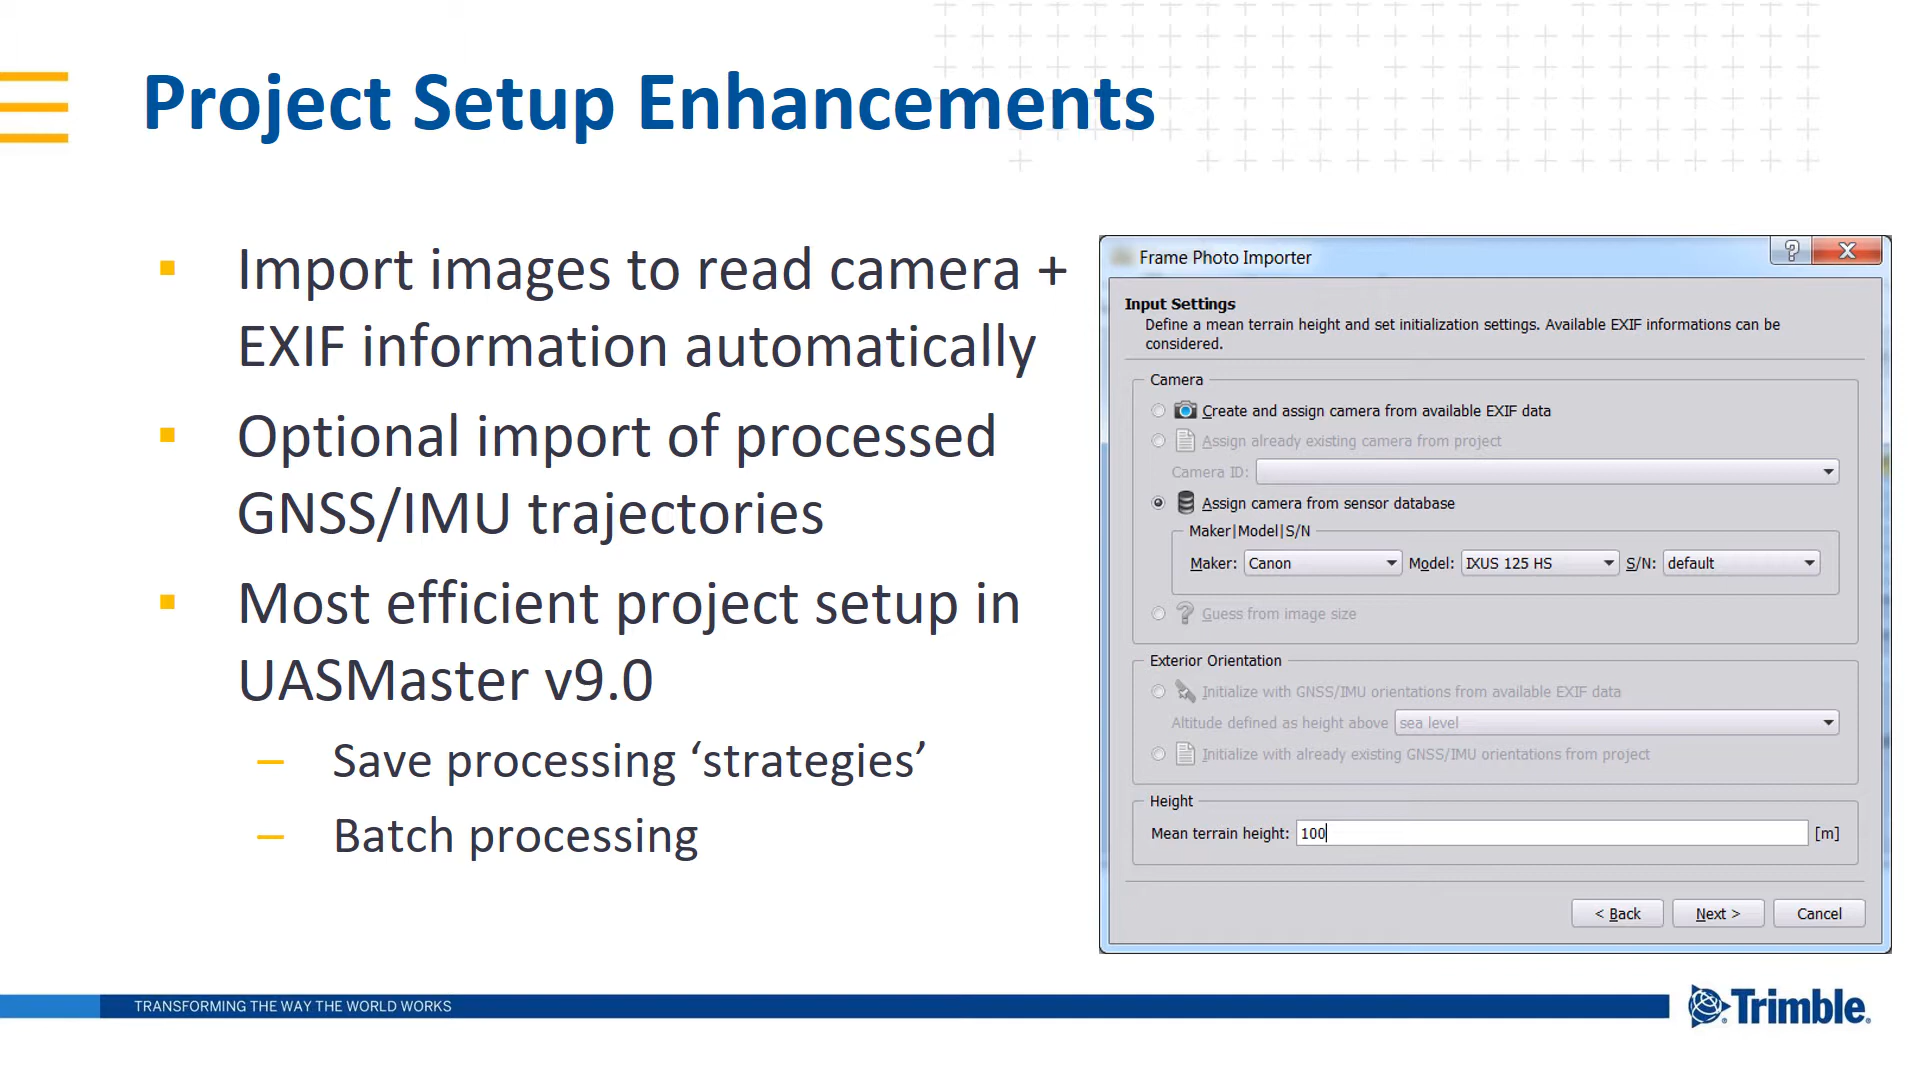 Project Setup Enhancements
▪ Import images to read camera +
EXIF information automatically
▪ Optional import of processed
GNSS/IMU trajectories
▪ Most efficient project setup in
UASMaster v9.0
– Save processing ‘strategies’
– Batch processing
Frame Photo Importer
Input Settings
Define a mean terrain height and set initialization settings. Available EXIF informations can be
considered.
Camera
Create and assign camera from available EXIF data
Assign already existing camera from project
Camera ID:
Assign camera from sensor database
Maker|Model|S/N
Maker: Canon Model: IXUS 125 HS S/N: default
Guess from image size
Exterior Orientation
Initialize with GNSS/IMU orientations from available EXIF data
Altitude defined as height above sea level
Initialize with already existing GNSS/IMU orientations from project
Height
Mean terrain height: 100 [m]
< Back Next > Cancel
TRANSFORMING THE WAY THE WORLD WORKS
Trimble